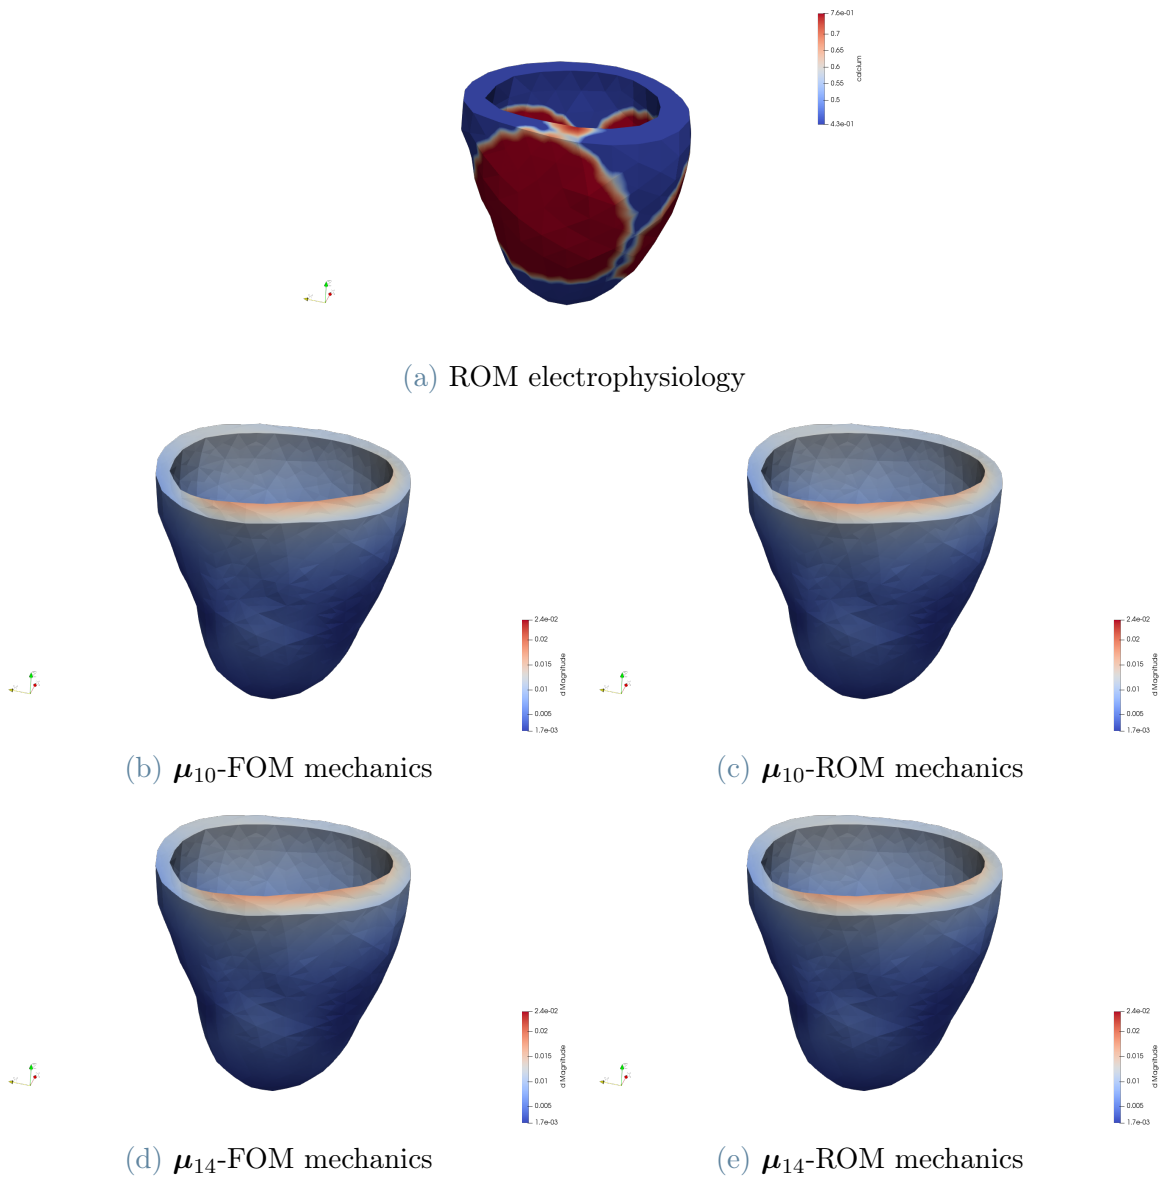 7.6e-01
0.7
0.65
0.6
0.55
0.5
4.3e-01
calcium
(a) ROM electrophysiology
2.4e-02
0.02
0.015
0.01
0.005
1.7e-03
d Magnitude
2.4e-02
0.02
0.015
0.01
0.005
1.7e-03
d Magnitude
(b) μ₁₀-FOM mechanics
(c) μ₁₀-ROM mechanics
2.4e-02
0.02
0.015
0.01
0.005
1.7e-03
d Magnitude
2.4e-02
0.02
0.015
0.01
0.005
1.7e-03
d Magnitude
(d) μ₁₄-FOM mechanics
(e) μ₁₄-ROM mechanics